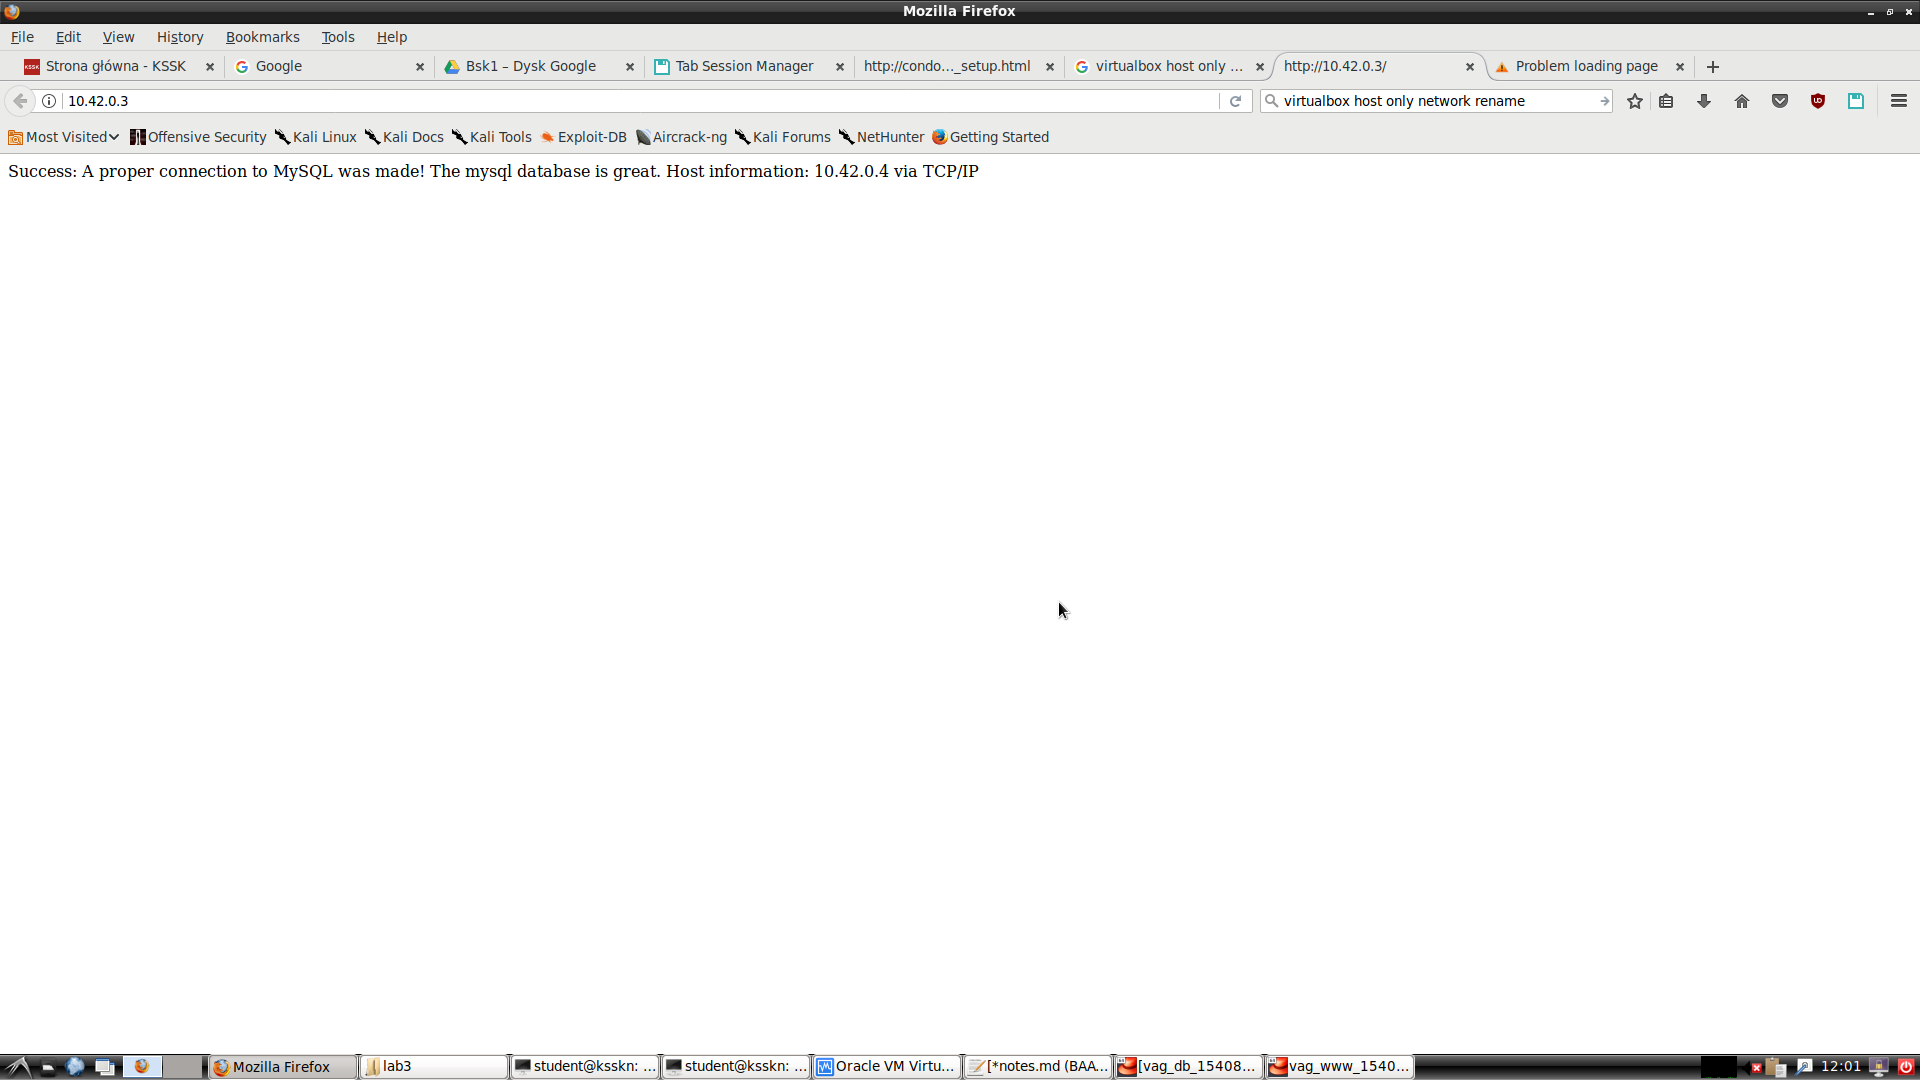 Mozilla Firefox
File Edit View History Bookmarks Tools Help
Strona główna - KSSK Google Bsk1 – Dysk Google Tab Session Manager http://condo..._setup.html virtualbox host only ... http://10.42.0.3/ Problem loading page
10.42.0.3 virtualbox host only network rename
Most Visited Offensive Security Kali Linux Kali Docs Kali Tools Exploit-DB Aircrack-ng Kali Forums NetHunter Getting Started
Success: A proper connection to MySQL was made! The mysql database is great. Host information: 10.42.0.4 via TCP/IP
Mozilla Firefox lab3 student@ksskn: ... student@ksskn: ... Oracle VM Virtu... [*notes.md (BAA... [vag_db_15408... vag_www_1540... 12:01